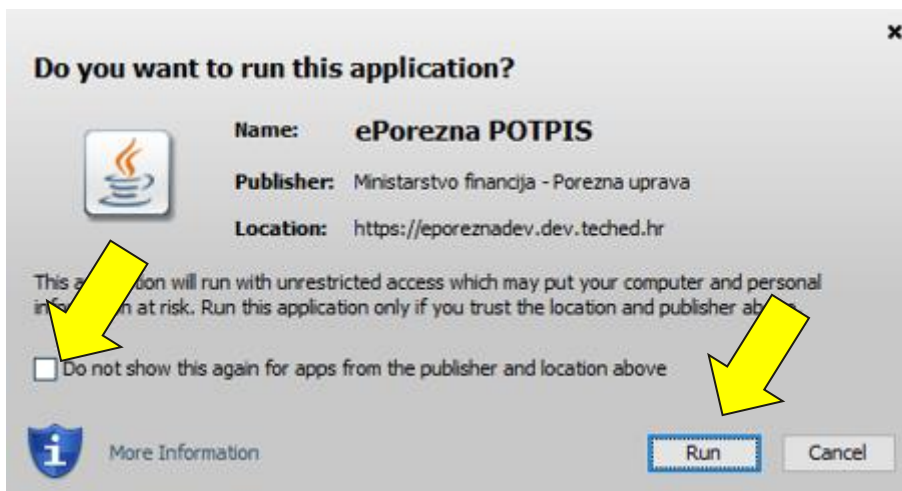 Do you want to run this application?
Name: ePorezna POTPIS
Publisher: Ministarstvo financija - Porezna uprava
Location: https://eporeznadev.dev.teched.hr
This will run with unrestricted access which may put your computer and personal
at risk. Run this application only if you trust the location and publisher
Do not show this again for apps from the publisher and location above
More Information
Run
Cancel